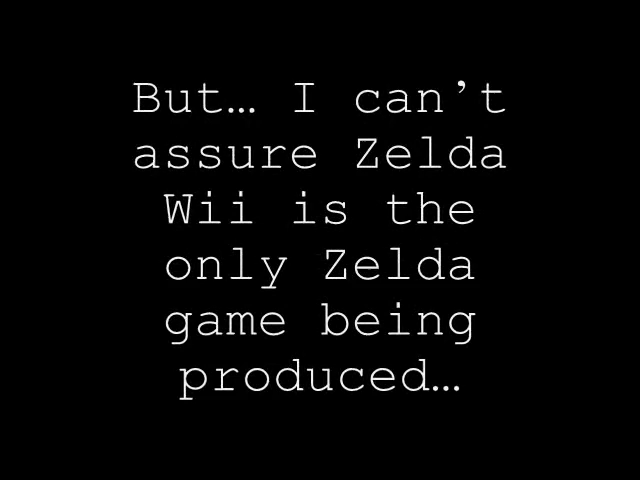 But… I can’t
assure Zelda
Wii is the
only Zelda
game being
produced…